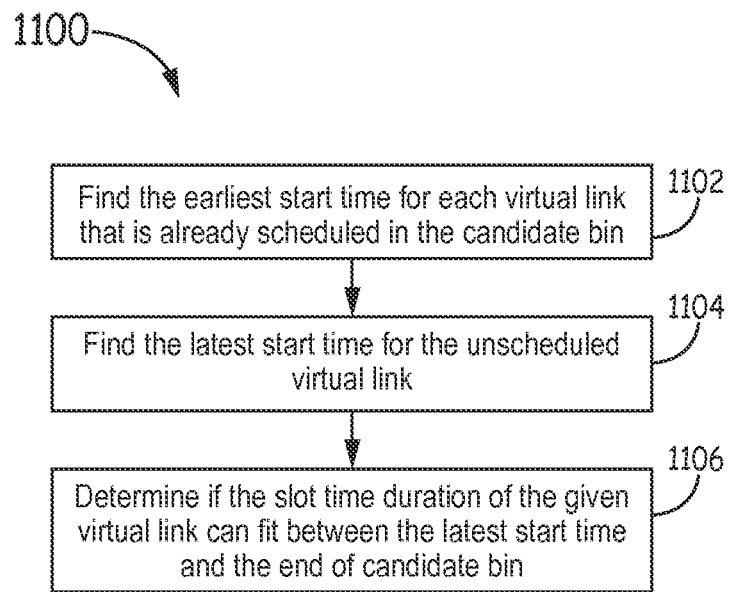 1100
Find the earliest start time for each virtual link
that is already scheduled in the candidate bin
1102
Find the latest start time for the unscheduled
virtual link
1104
Determine if the slot time duration of the given
virtual link can fit between the latest start time
and the end of candidate bin
1106